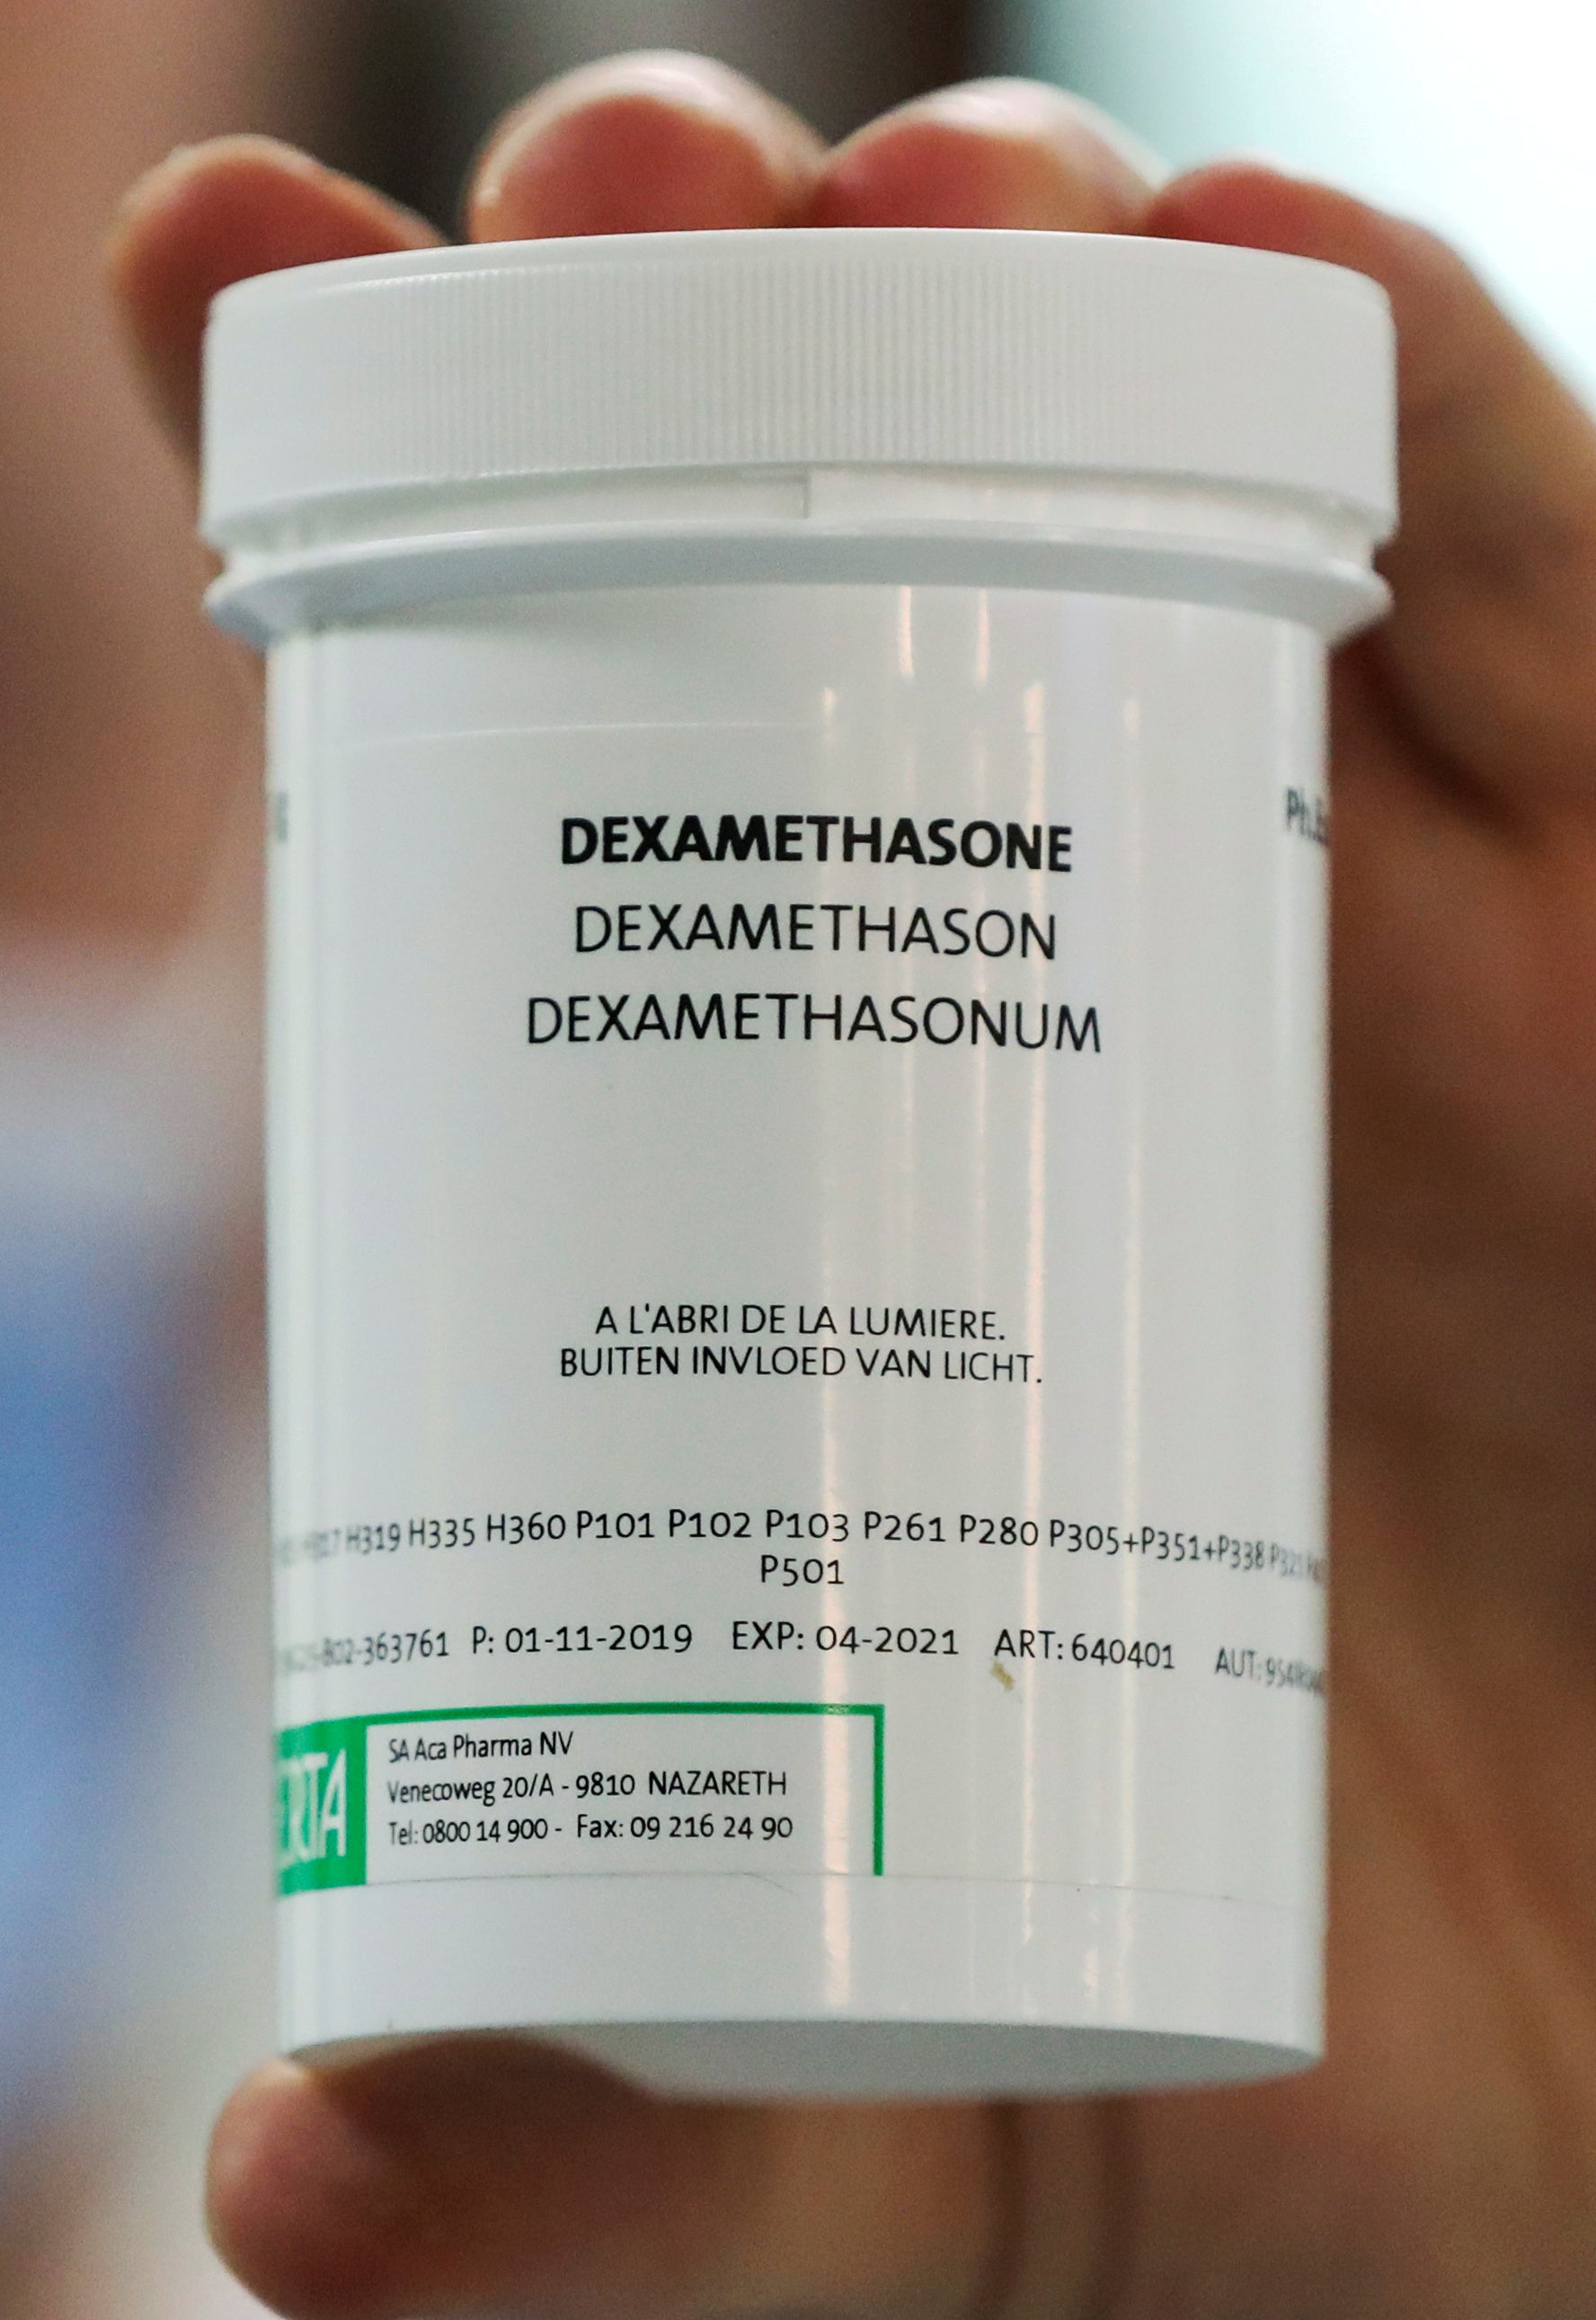 DEXAMETHASONE
DEXAMETHASON
DEXAMETHASONUM
A L'ABRI DE LA LUMIERE.
BUITEN INVLOED VAN LICHT.
H319 H335 H360 P101 P102 P103 P261 P280 P305+P351+P338
P501
P: 01-11-2019 EXP: 04-2021 ART: 640401
SA Aca Pharma NV
Venecoweg 20/A - 9810 NAZARETH
Tel: 0800 14 900 - Fax: 09 216 24 90